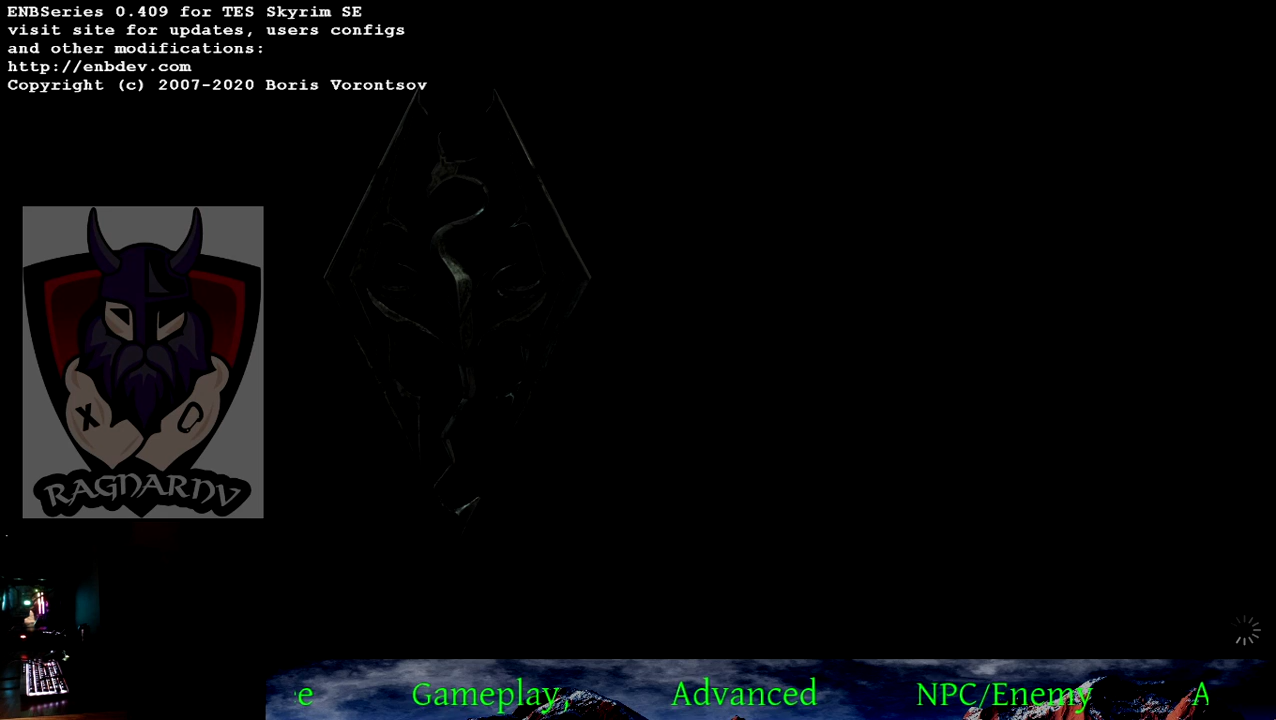 ENBSeries 0.409 for TES Skyrim SE
visit site for updates, users configs
and other modifications:
http://enbdev.com
Copyright (c) 2007-2020 Boris Vorontsov
X
RAGNARNV
e Gameplay, Advanced NPC/Enemy A